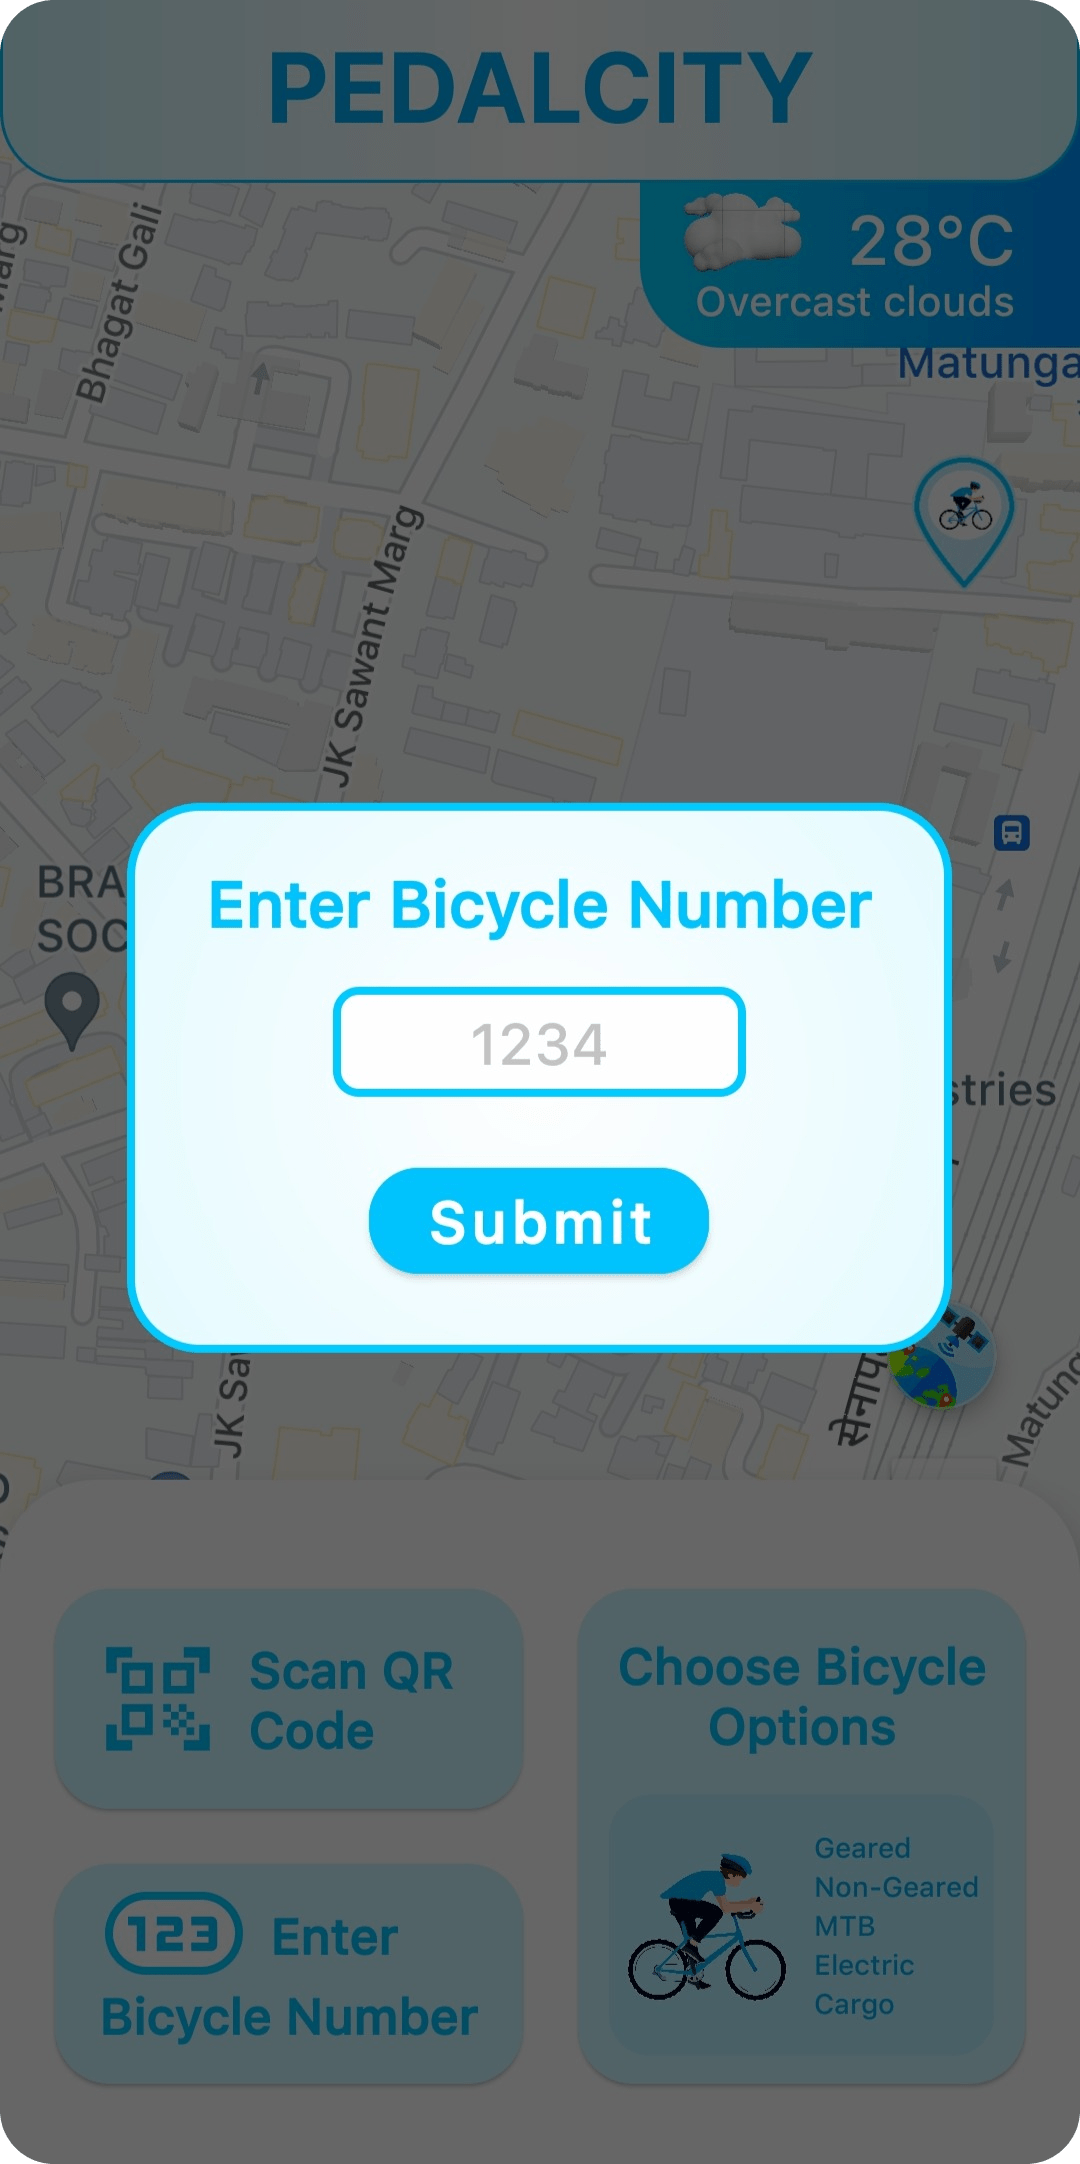 PEDALCITY
28°C
Overcast clouds
Marg
Bhagat Gali
Matunga
JK Sawant Marg
BRA
SOC
Enter Bicycle Number
1234
stries
Submit
JK Sa
सेनाप
Matung
Scan QR
Code
123 Enter
Bicycle Number
Choose Bicycle
Options
Geared
Non-Geared
MTB
Electric
Cargo